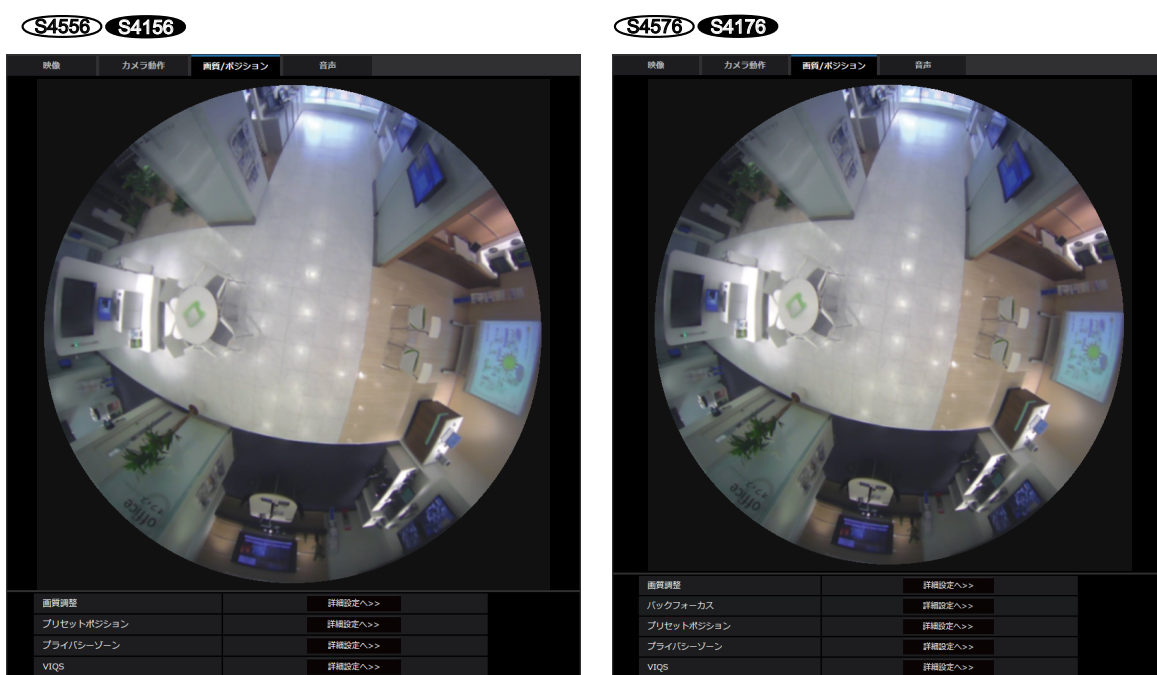 S4556 S4156
映像 カメラ動作 画質/ポジション 音声
office
画質調整 詳細設定へ>>
プリセットポジション 詳細設定へ>>
プライバシーゾーン 詳細設定へ>>
VIQS 詳細設定へ>>
S4576 S4176
映像 カメラ動作 画質/ポジション 音声
office
画質調整 詳細設定へ>>
バックフォーカス 詳細設定へ>>
プリセットポジション 詳細設定へ>>
プライバシーゾーン 詳細設定へ>>
VIQS 詳細設定へ>>